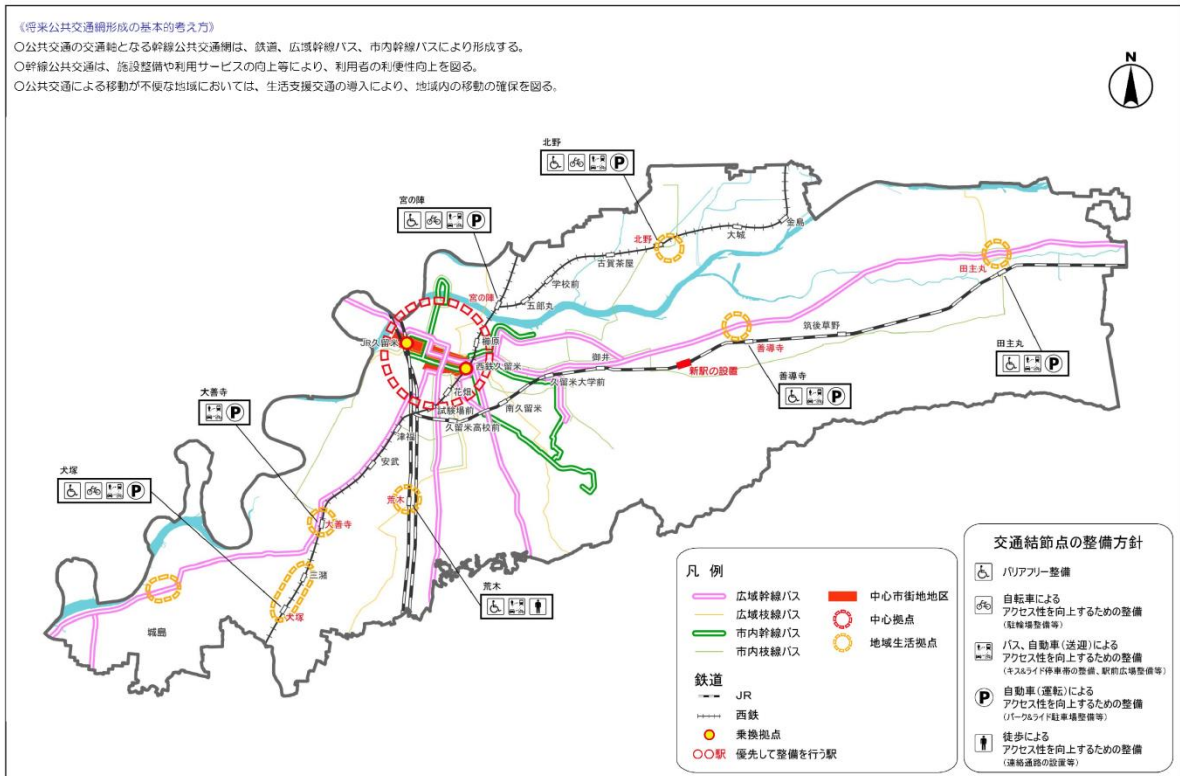 《将来公共交通網形成の基本的考え方》
○公共交通の交通軸となる幹線公共交通網は、鉄道、広域幹線バス、市内幹線バスにより形成する。
○幹線公共交通は、施設整備や利用サービスの向上等により、利用者の利便性向上を図る。
○公共交通による移動が不便な地域においては、生活支援交通の導入により、地域内の移動の確保を図る。
N
北野
P
宮の陣
P
北野
大城
金島
古賀茶屋
学校前
五郎丸
宮の陣
田主丸
櫛原
JR久留米
西鉄久留米
御井
筑後草野
善導寺
新駅の設置
久留米大学前
花畑
試験場前
南久留米
久留米高校前
津福
安武
田主丸
P
善導寺
P
大善寺
P
犬塚
P
荒木
大善寺
三潴
犬塚
城島
荒木
凡 例
広域幹線バス
広域枝線バス
市内幹線バス
市内枝線バス
中心市街地地区
中心拠点
地域生活拠点
鉄道
JR
西鉄
乗換拠点
○○駅 優先して整備を行う駅
交通結節点の整備方針
バリアフリー整備
自転車による
アクセス性を向上するための整備
(駐輪場整備等)
バス、自動車(送迎)による
アクセス性を向上するための整備
(キス&ライド停車帯の整備、駅前広場整備等)
P
自動車(運転)による
アクセス性を向上するための整備
(パーク&ライド駐車場整備等)
徒歩による
アクセス性を向上するための整備
(連絡通路の設置等)